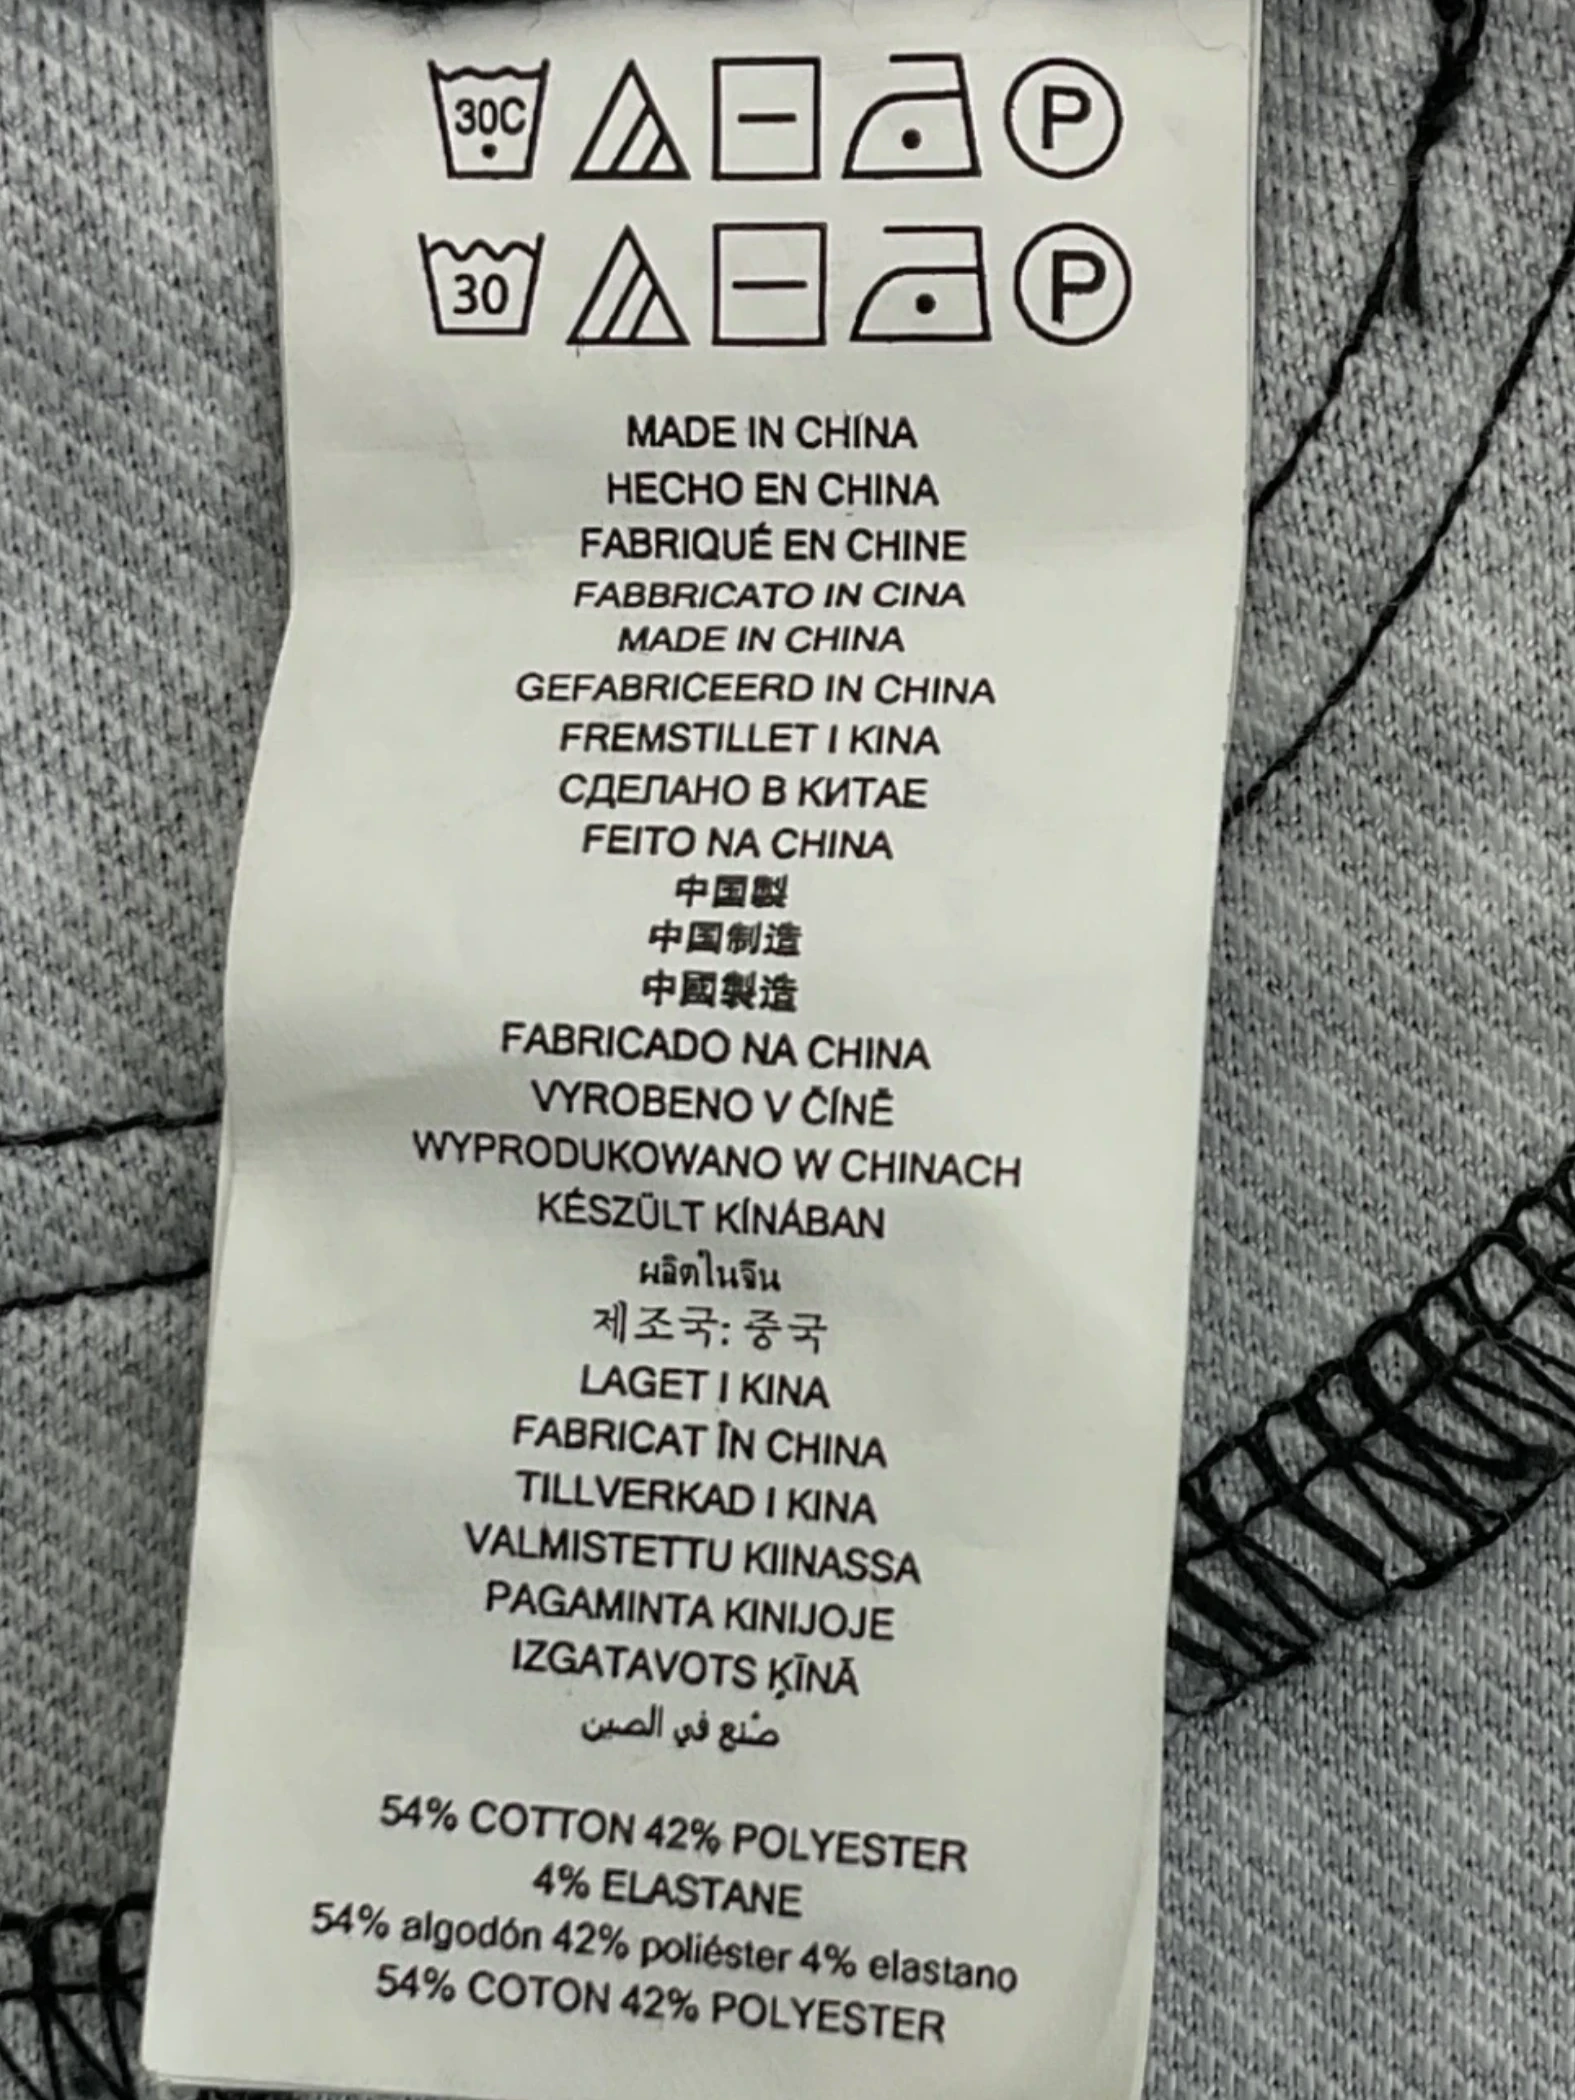 30C
P
30
P
MADE IN CHINA
HECHO EN CHINA
FABRIQUÉ EN CHINE
FABBRICATO IN CINA
MADE IN CHINA
GEFABRICEERD IN CHINA
FREMSTILLET I KINA
СДЕЛАНО В КИТАЕ
FEITO NA CHINA
中国製
中国制造
中國製造
FABRICADO NA CHINA
VYROBENO V ČÍNĚ
WYPRODUKOWANO W CHINACH
KÉSZÜLT KÍNÁBAN
ผลิตในจีน
제조국: 중국
LAGET I KINA
FABRICAT ÎN CHINA
TILLVERKAD I KINA
VALMISTETTU KIINASSA
PAGAMINTA KINIJOJE
IZGATAVOTS ĶĪNĀ
صُنع في الصين
54% COTTON 42% POLYESTER
4% ELASTANE
54% algodón 42% poliéster 4% elastano
54% COTON 42% POLYESTER